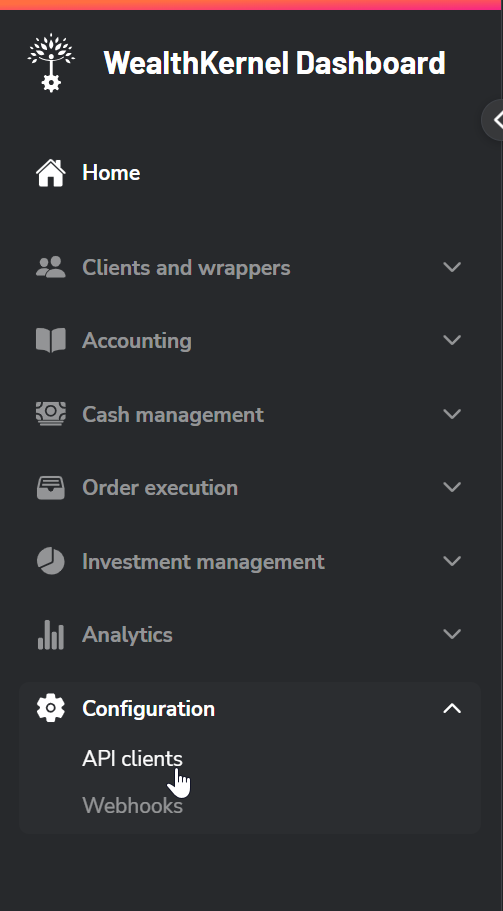 WealthKernel Dashboard
Home
Clients and wrappers
Accounting
Cash management
Order execution
Investment management
Analytics
Configuration
API clients
Webhooks